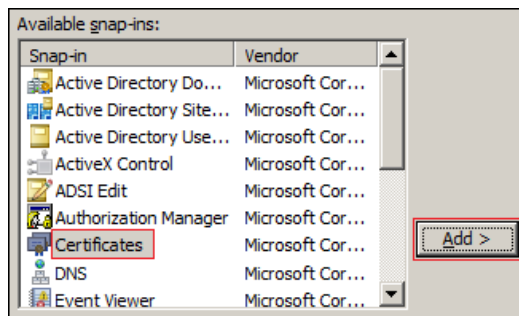 Available snap-ins:
Snap-in Vendor
Active Directory Do... Microsoft Cor...
Active Directory Site... Microsoft Cor...
Active Directory Use... Microsoft Cor...
ActiveX Control Microsoft Cor...
ADSI Edit Microsoft Cor...
Authorization Manager Microsoft Cor...
Certificates Microsoft Cor...
Add >
DNS Microsoft Cor...
Event Viewer Microsoft Cor...